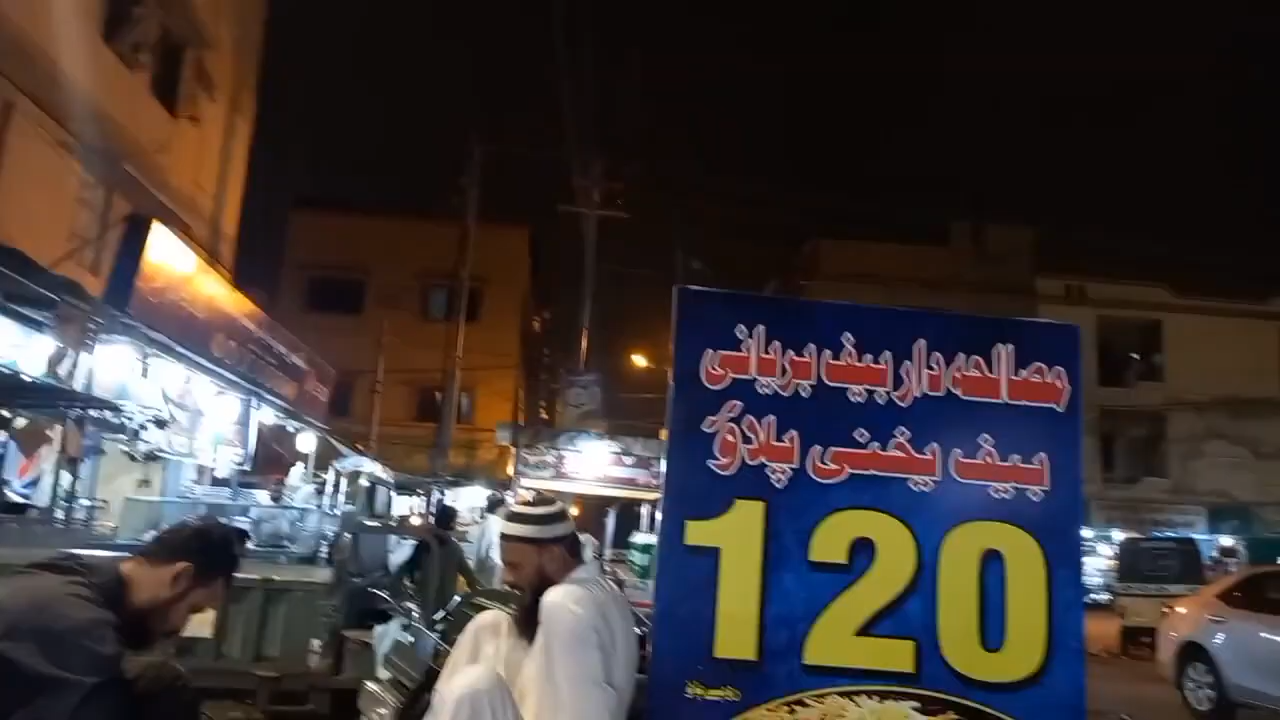 مصالحہ دار بیف بریانی
بیف یخنی پلاؤ
120